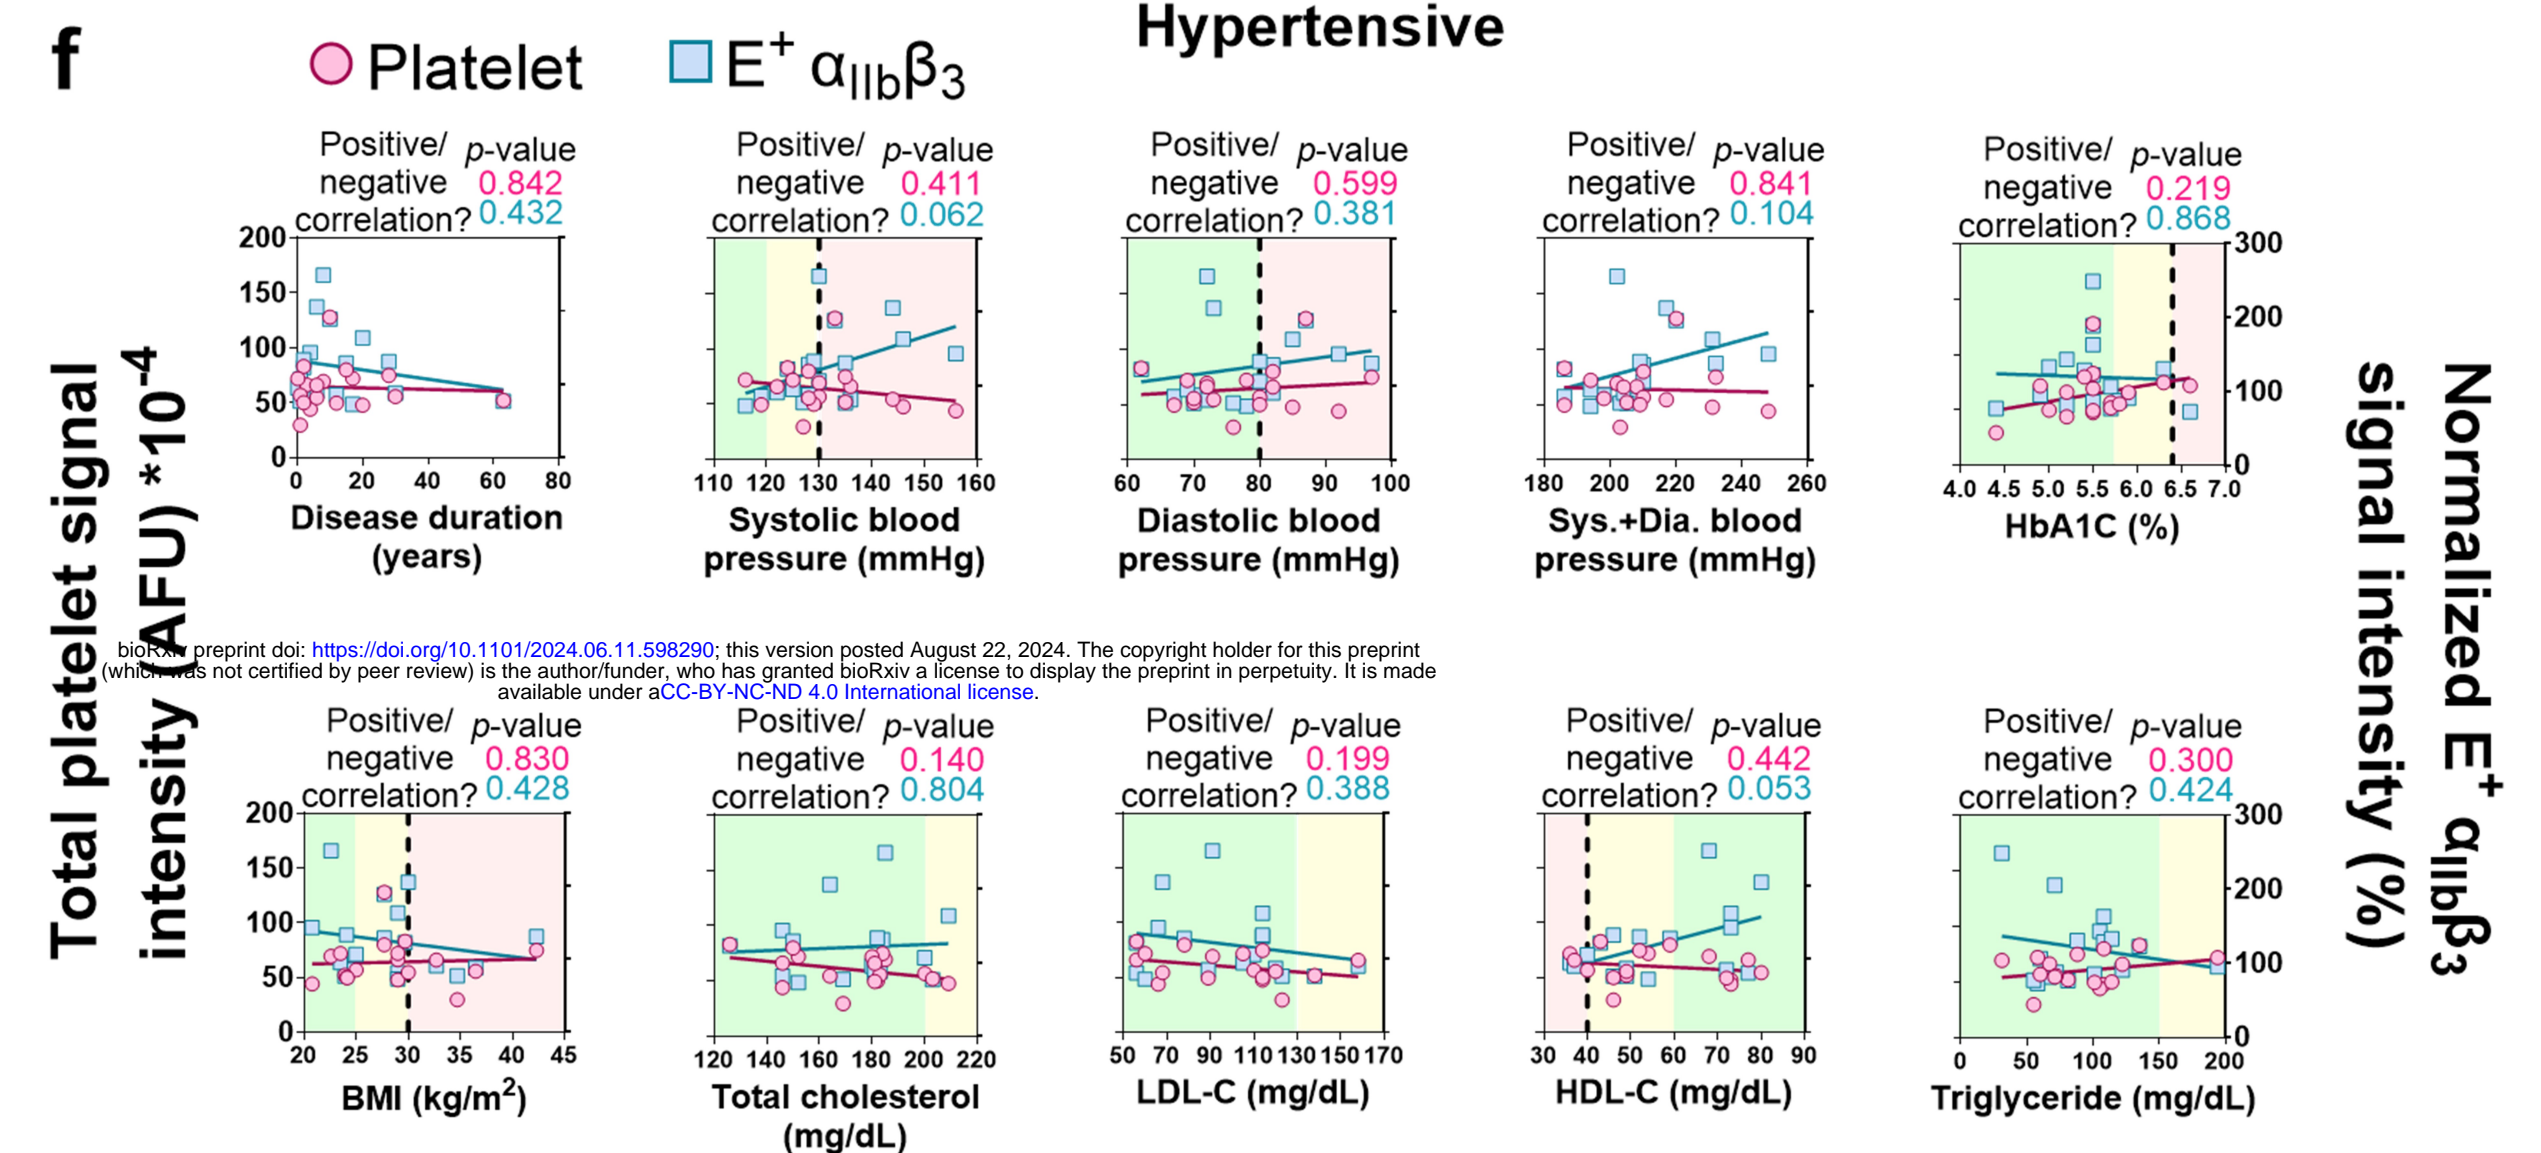 f
Hypertensive
Platelet
E⁺ αIIbβ3
Positive/ negative correlation?
p-value
0.842
0.432
Positive/ negative correlation?
p-value
0.411
0.062
Positive/ negative correlation?
p-value
0.599
0.381
Positive/ negative correlation?
p-value
0.841
0.104
Positive/ negative correlation?
p-value
0.219
0.868
Total platelet signal
intensity (AFU) *10⁻⁴
Normalized E⁺ αIIbβ3
signal intensity (%)
200
150
100
50
0
0 20 40 60 80
Disease duration
(years)
110 120 130 140 150 160
Systolic blood
pressure (mmHg)
60 70 80 90 100
Diastolic blood
pressure (mmHg)
180 200 220 240 260
Sys.+Dia. blood
pressure (mmHg)
300
200
100
0
4.0 4.5 5.0 5.5 6.0 6.5 7.0
HbA1C (%)
bioRxiv preprint doi: https://doi.org/10.1101/2024.06.11.598290; this version posted August 22, 2024. The copyright holder for this preprint
(which was not certified by peer review) is the author/funder, who has granted bioRxiv a license to display the preprint in perpetuity. It is made
available under aCC-BY-NC-ND 4.0 International license.
Positive/ negative correlation?
p-value
0.830
0.428
Positive/ negative correlation?
p-value
0.140
0.804
Positive/ negative correlation?
p-value
0.199
0.388
Positive/ negative correlation?
p-value
0.442
0.053
Positive/ negative correlation?
p-value
0.300
0.424
200
150
100
50
0
20 25 30 35 40 45
BMI (kg/m²)
120 140 160 180 200 220
Total cholesterol
(mg/dL)
50 70 90 110 130 150 170
LDL-C (mg/dL)
30 40 50 60 70 80 90
HDL-C (mg/dL)
300
200
100
0
0 50 100 150 200
Triglyceride (mg/dL)